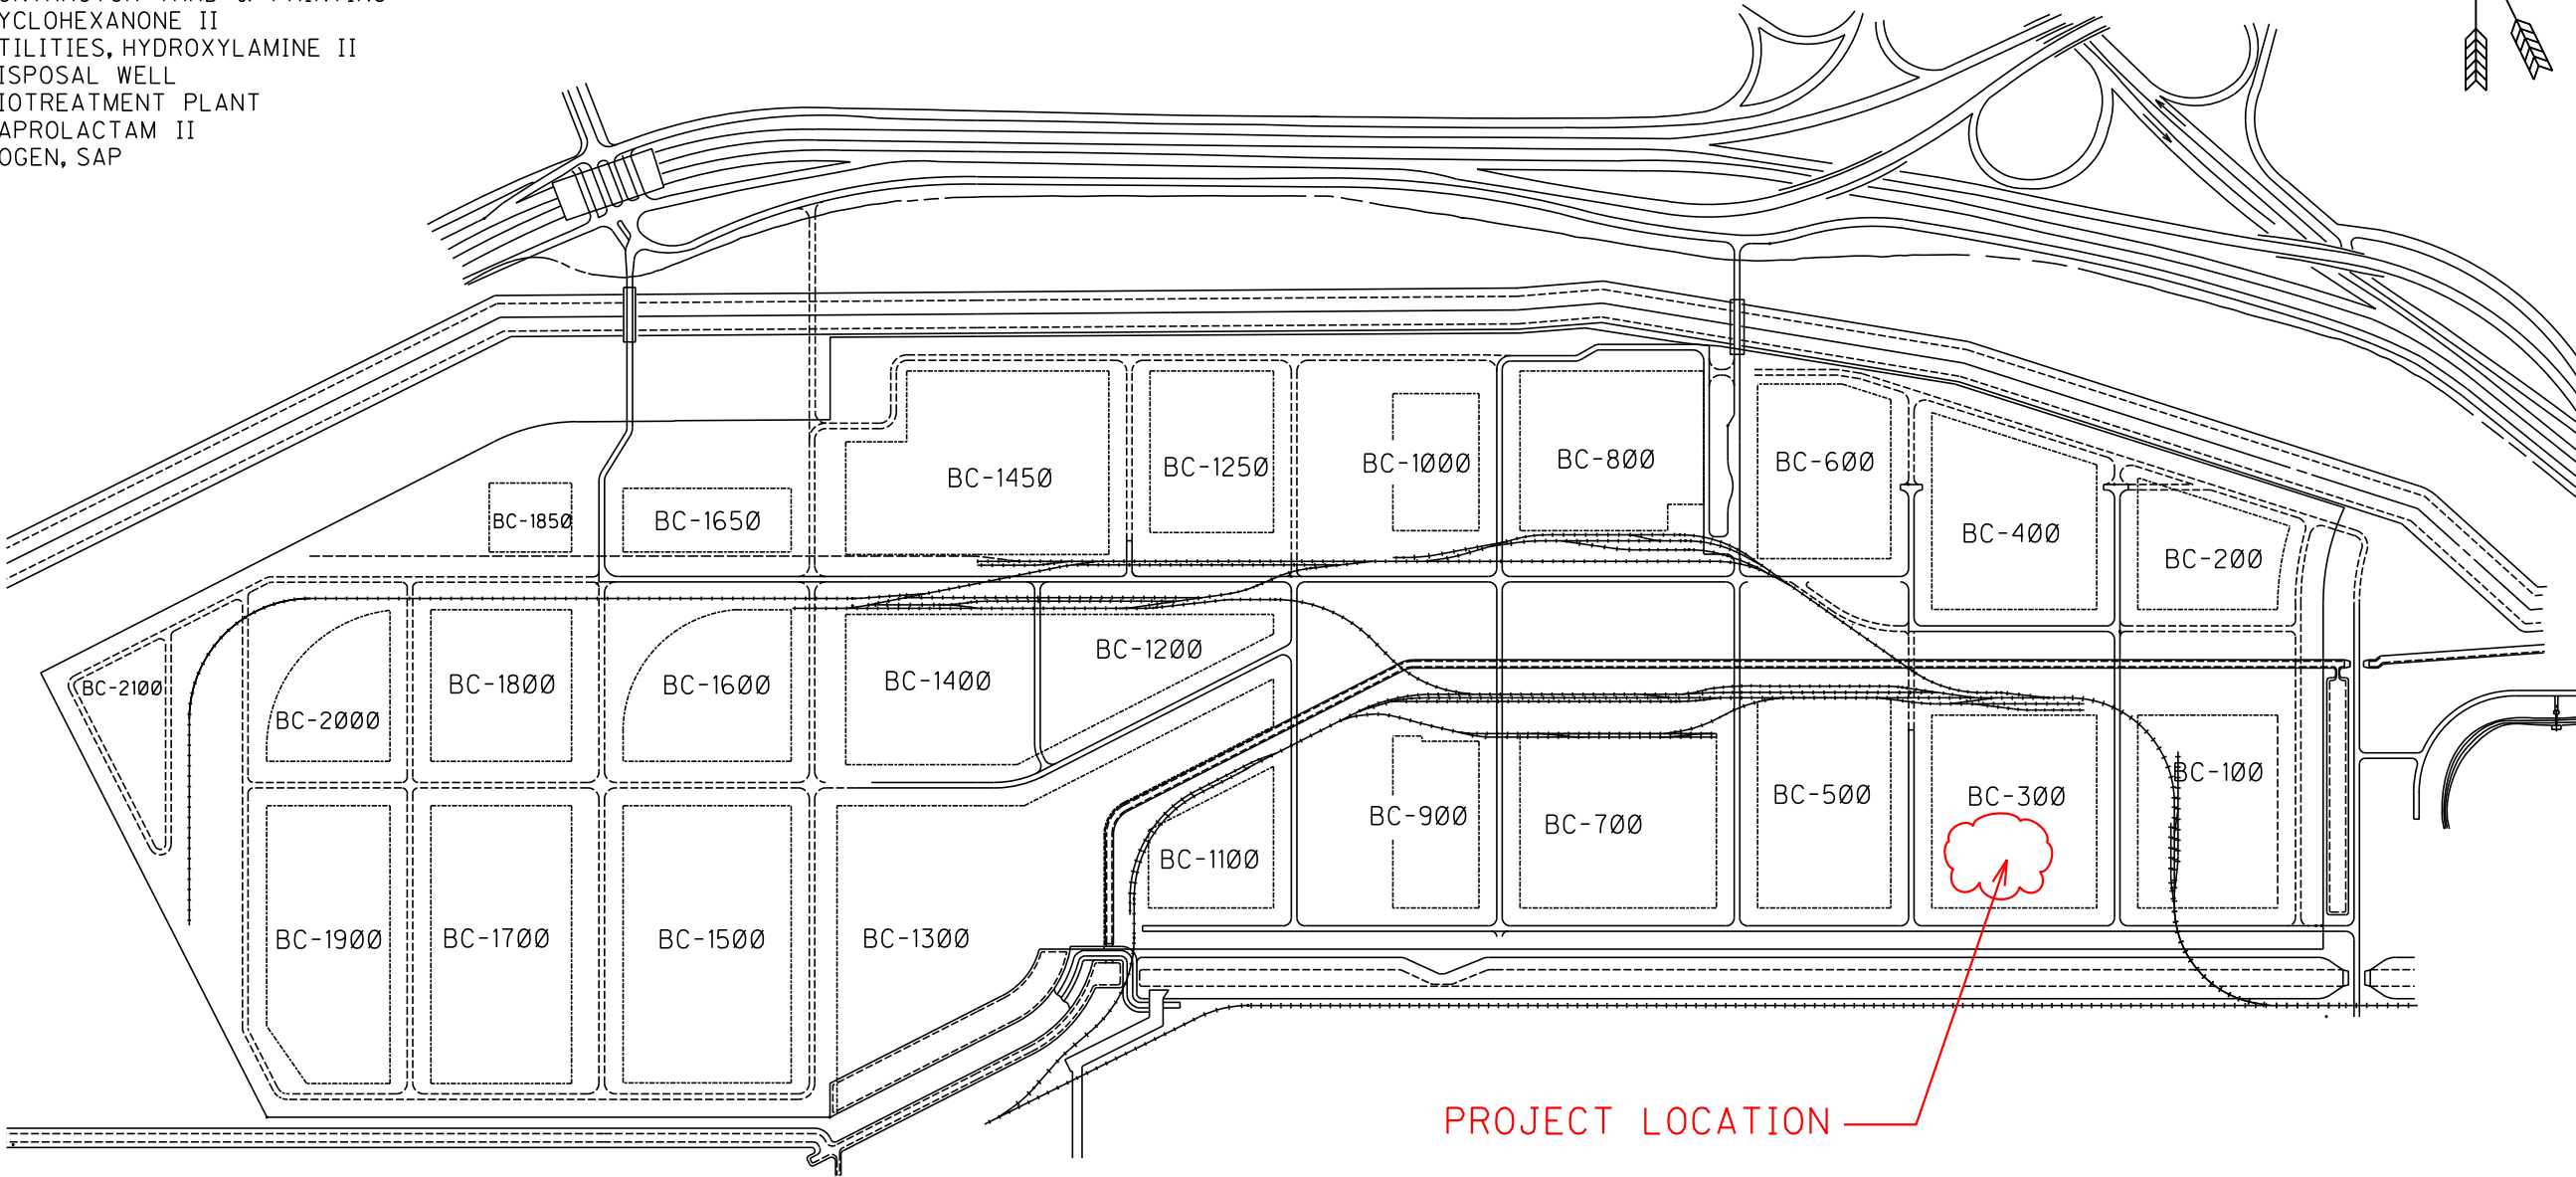 YCLOHEXANONE II
TILITIES, HYDROXYLAMINE II
ISPOSAL WELL
IOTREATMENT PLANT
APROLACTAM II
OGEN, SAP
BC-1450
BC-1250
BC-1000
BC-800
BC-600
BC-400
BC-200
BC-1850
BC-1650
BC-2100
BC-2000
BC-1800
BC-1600
BC-1400
BC-1200
BC-1100
BC-900
BC-700
BC-500
BC-300
BC-100
BC-1900
BC-1700
BC-1500
BC-1300
PROJECT LOCATION